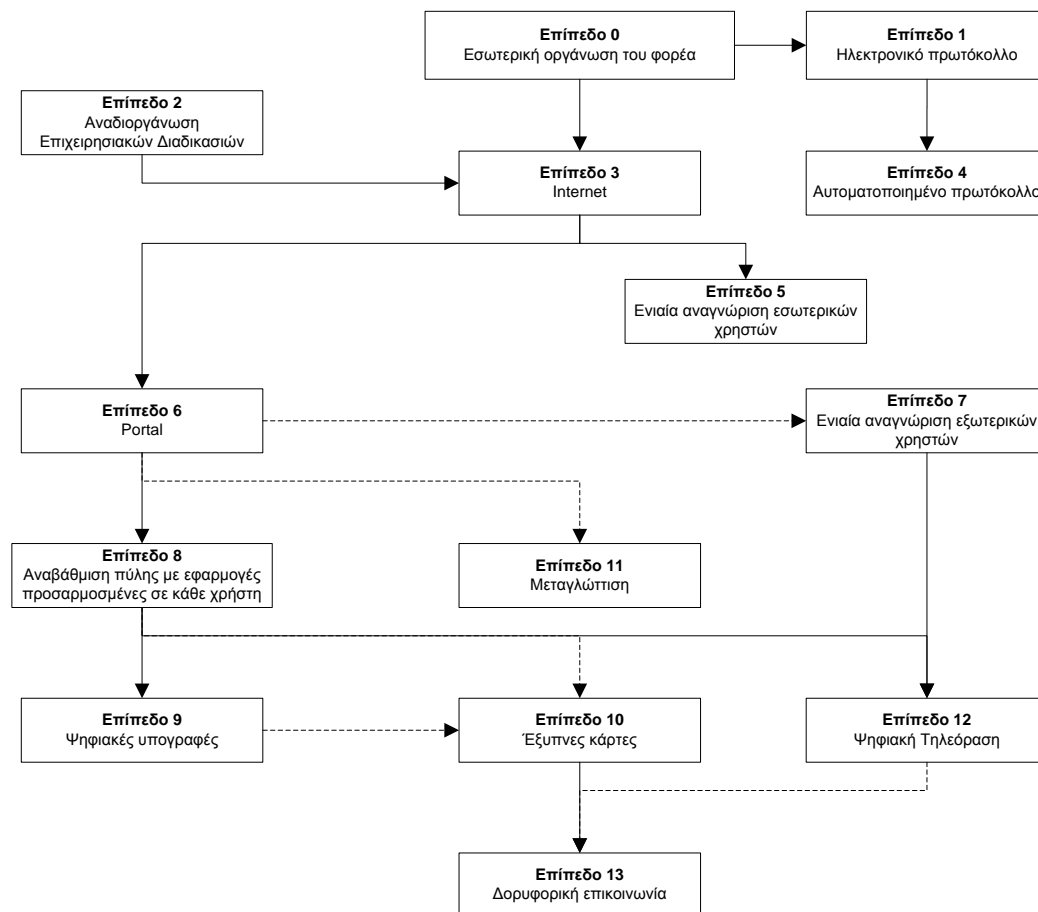 Επίπεδο 0
Εσωτερική οργάνωση του φορέα
Επίπεδο 1
Ηλεκτρονικό πρωτόκολλο
Επίπεδο 2
Αναδιοργάνωση
Επιχειρησιακών Διαδικασιών
Επίπεδο 3
Internet
Επίπεδο 4
Αυτοματοποιημένο πρωτόκολλο
Επίπεδο 5
Ενιαία αναγνώριση εσωτερικών
χρηστών
Επίπεδο 6
Portal
Επίπεδο 7
Ενιαία αναγνώριση εξωτερικών
χρηστών
Επίπεδο 8
Αναβάθμιση πύλης με εφαρμογές
προσαρμοσμένες σε κάθε χρήστη
Επίπεδο 11
Μεταγλώττιση
Επίπεδο 9
Ψηφιακές υπογραφές
Επίπεδο 10
Έξυπνες κάρτες
Επίπεδο 12
Ψηφιακή Τηλεόραση
Επίπεδο 13
Δορυφορική επικοινωνία